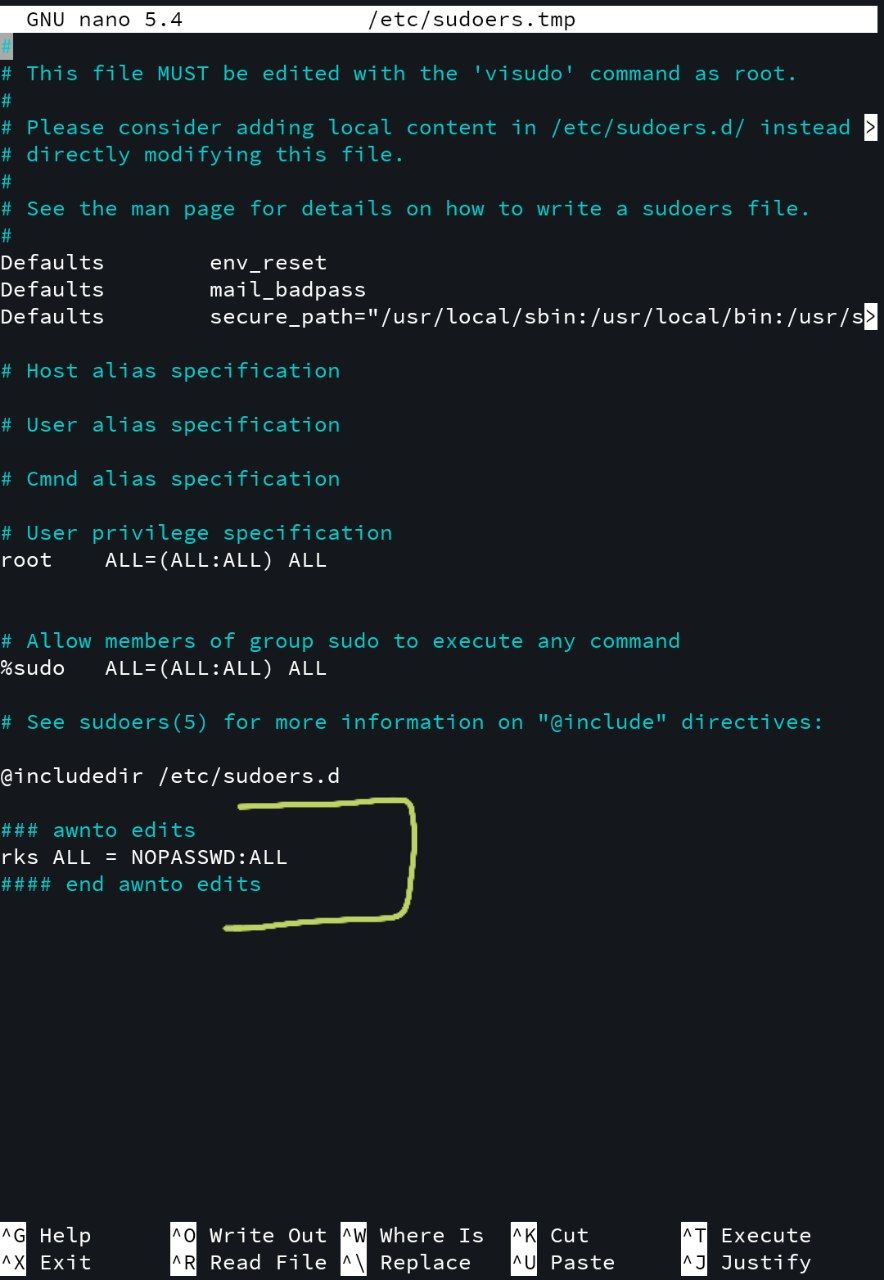 GNU nano 5.4 /etc/sudoers.tmp
#
# This file MUST be edited with the 'visudo' command as root.
#
# Please consider adding local content in /etc/sudoers.d/ instead >
# directly modifying this file.
#
# See the man page for details on how to write a sudoers file.
#
Defaults env_reset
Defaults mail_badpass
Defaults secure_path="/usr/local/sbin:/usr/local/bin:/usr/s>
# Host alias specification
# User alias specification
# Cmnd alias specification
# User privilege specification
root ALL=(ALL:ALL) ALL
# Allow members of group sudo to execute any command
%sudo ALL=(ALL:ALL) ALL
# See sudoers(5) for more information on "@include" directives:
@includedir /etc/sudoers.d
### awnto edits
rks ALL = NOPASSWD:ALL
#### end awnto edits
^G Help ^O Write Out ^W Where Is ^K Cut ^T Execute
^X Exit ^R Read File ^\ Replace ^U Paste ^J Justify